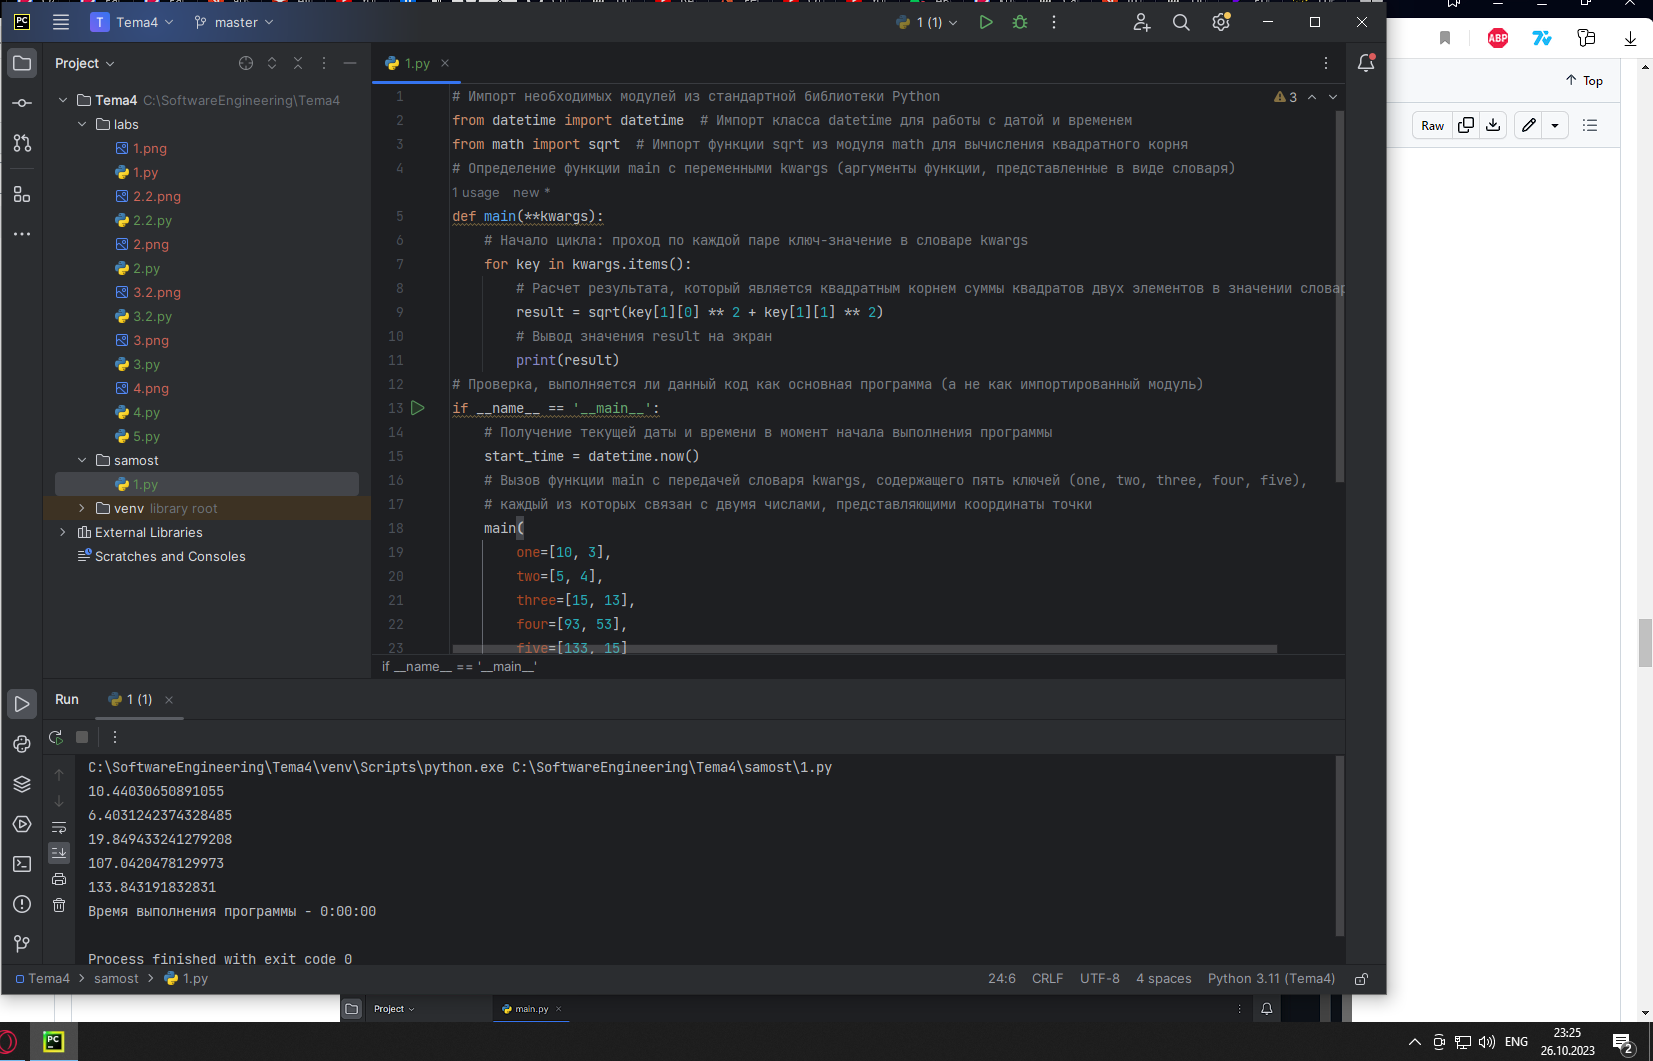 PC T Tema4 master 1 (1)
Project
1.py
Tema4 C:\SoftwareEngineering\Tema4
labs
1.png
1.py
2.2.png
2.2.py
2.png
2.py
3.2.png
3.2.py
3.png
3.py
4.png
4.py
5.py
samost
1.py
venv library root
External Libraries
Scratches and Consoles
3
1 # Импорт необходимых модулей из стандартной библиотеки Python
2 from datetime import datetime  # Импорт класса datetime для работы с датой и временем
3 from math import sqrt  # Импорт функции sqrt из модуля math для вычисления квадратного корня
4 # Определение функции main с переменными kwargs (аргументы функции, представленные в виде словаря)
1 usage new *
5 def main(**kwargs):
6     # Начало цикла: проход по каждой паре ключ-значение в словаре kwargs
7     for key in kwargs.items():
8         # Расчет результата, который является квадратным корнем суммы квадратов двух элементов в значении
9         result = sqrt(key[1][0] ** 2 + key[1][1] ** 2)
10         # Вывод значения result на экран
11         print(result)
12 # Проверка, выполняется ли данный код как основная программа (а не как импортированный модуль)
13 if __name__ == '__main__':
14     # Получение текущей даты и времени в момент начала выполнения программы
15     start_time = datetime.now()
16     # Вызов функции main с передачей словаря kwargs, содержащего пять ключей (one, two, three, four, five),
17     # каждый из которых связан с двумя числами, представляющими координаты точки
18     main(
19         one=[10, 3],
20         two=[5, 4],
21         three=[15, 13],
22         four=[93, 53],
23         five=[133, 15]
if __name__ == '__main__'
Run 1 (1)
C:\SoftwareEngineering\Tema4\venv\Scripts\python.exe C:\SoftwareEngineering\Tema4\samost\1.py
10.44030650891055
6.4031242374328485
19.849433241279208
107.0420478129973
133.843191832831
Время выполнения программы - 0:00:00
Process finished with exit code 0
Tema4 > samost > 1.py
24:6 CRLF UTF-8 4 spaces Python 3.11 (Tema4)
ABP
Top
Raw
Project main.py
PC
ENG
23:25
26.10.2023
2